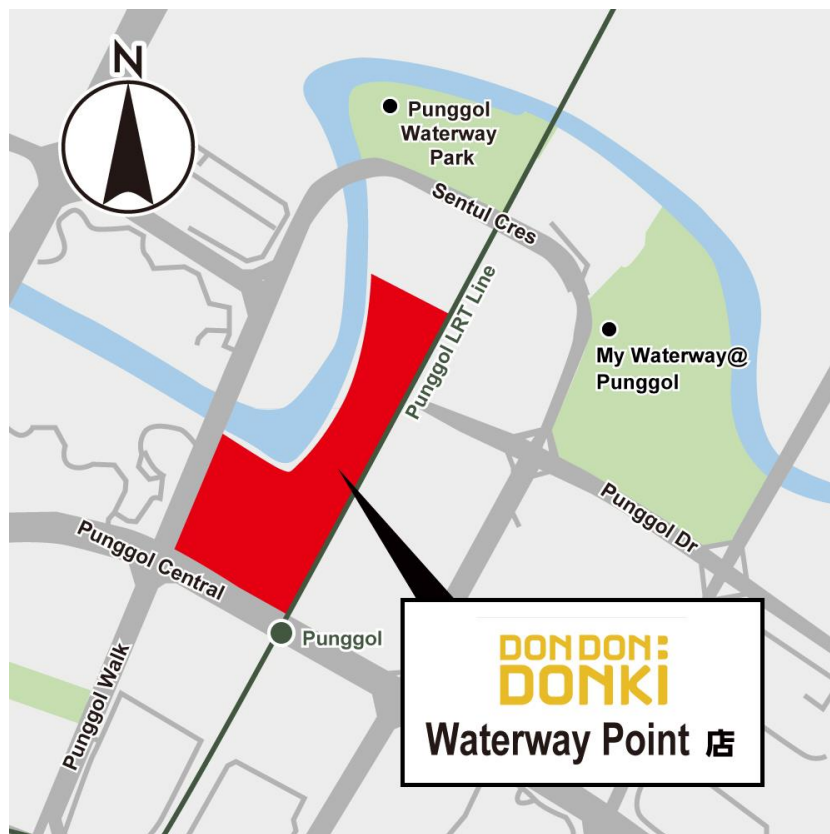 N
Punggol
Waterway
Park
Sentul Cres
Punggol LRT Line
My Waterway@
Punggol
Punggol Dr
Punggol Central
Punggol
Punggol Walk
DON DON:
DONKI
Waterway Point 店